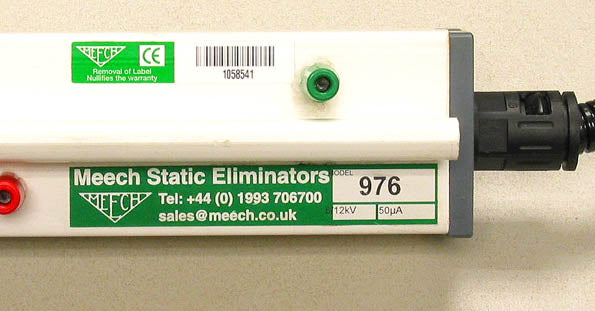 MEECH
CE
Removal of Label
Nullifies the warranty
1058541
Meech Static Eliminators
MODEL
976
MEECH
Tel: +44 (0) 1993 706700
sales@meech.co.uk
12kV
50µA